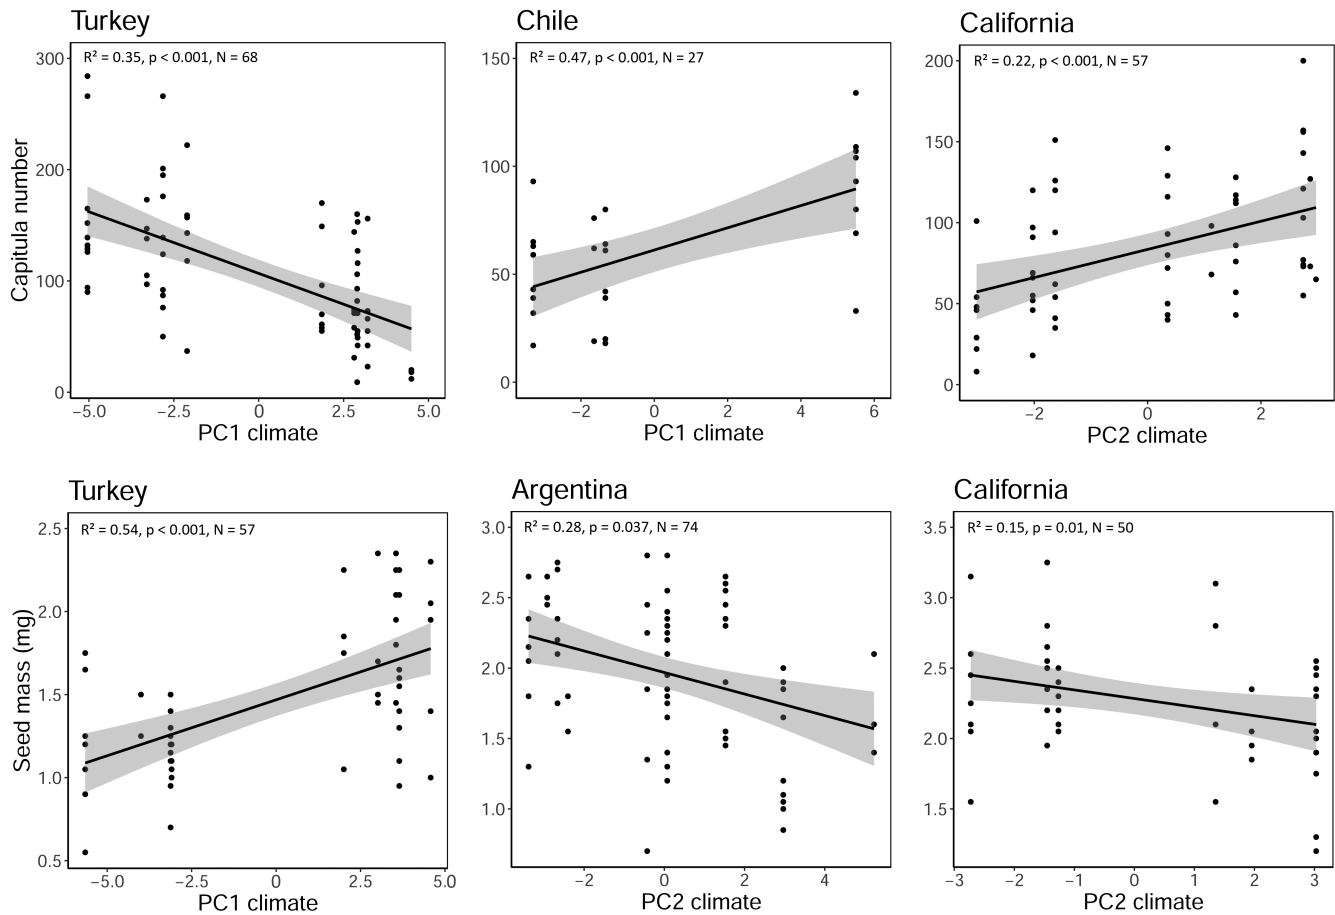 Turkey
R² = 0.35, p < 0.001, N = 68
300
200
100
0
−5.0 −2.5 0 2.5 5.0
PC1 climate
Capitula number
Chile
R² = 0.47, p < 0.001, N = 27
150
100
50
0
−2 0 2 4 6
PC1 climate
California
R² = 0.22, p < 0.001, N = 57
200
150
100
50
0
−2 0 2
PC2 climate
Turkey
R² = 0.54, p < 0.001, N = 57
2.5
2.0
1.5
1.0
0.5
−5.0 −2.5 0 2.5 5.0
PC1 climate
Seed mass (mg)
Argentina
R² = 0.28, p = 0.037, N = 74
3.0
2.5
2.0
1.5
1.0
−2 0 2 4
PC2 climate
California
R² = 0.15, p = 0.01, N = 50
3.5
3.0
2.5
2.0
1.5
−3 −2 −1 0 1 2 3
PC2 climate